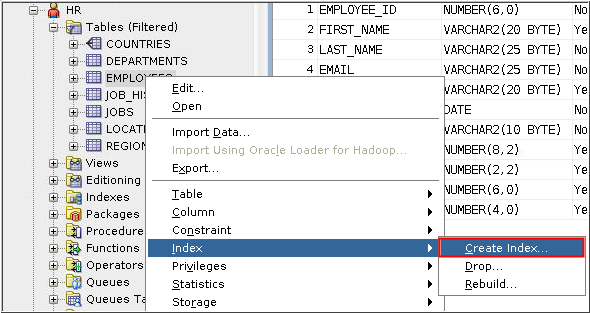 HR
Tables (Filtered)
COUNTRIES
DEPARTMENTS
EMPLOYEES
JOB_HIS
JOBS
LOCATI
REGION
Views
Editioning
Indexes
Packages
Procedure
Functions
Operators
Queues
Queues Ta
1 EMPLOYEE_ID NUMBER(6,0) No
2 FIRST_NAME VARCHAR2(20 BYTE) Ye
3 LAST_NAME VARCHAR2(25 BYTE) No
4 EMAIL VARCHAR2(25 BYTE) No
VARCHAR2(20 BYTE) Ye
DATE No
VARCHAR2(10 BYTE) No
NUMBER(8,2) Ye
NUMBER(2,2) Ye
NUMBER(6,0) Ye
NUMBER(4,0) Ye
Edit...
Open
Import Data...
Import Using Oracle Loader for Hadoop...
Export...
Table
Column
Constraint
Index
Privileges
Statistics
Storage
Create Index...
Drop...
Rebuild...